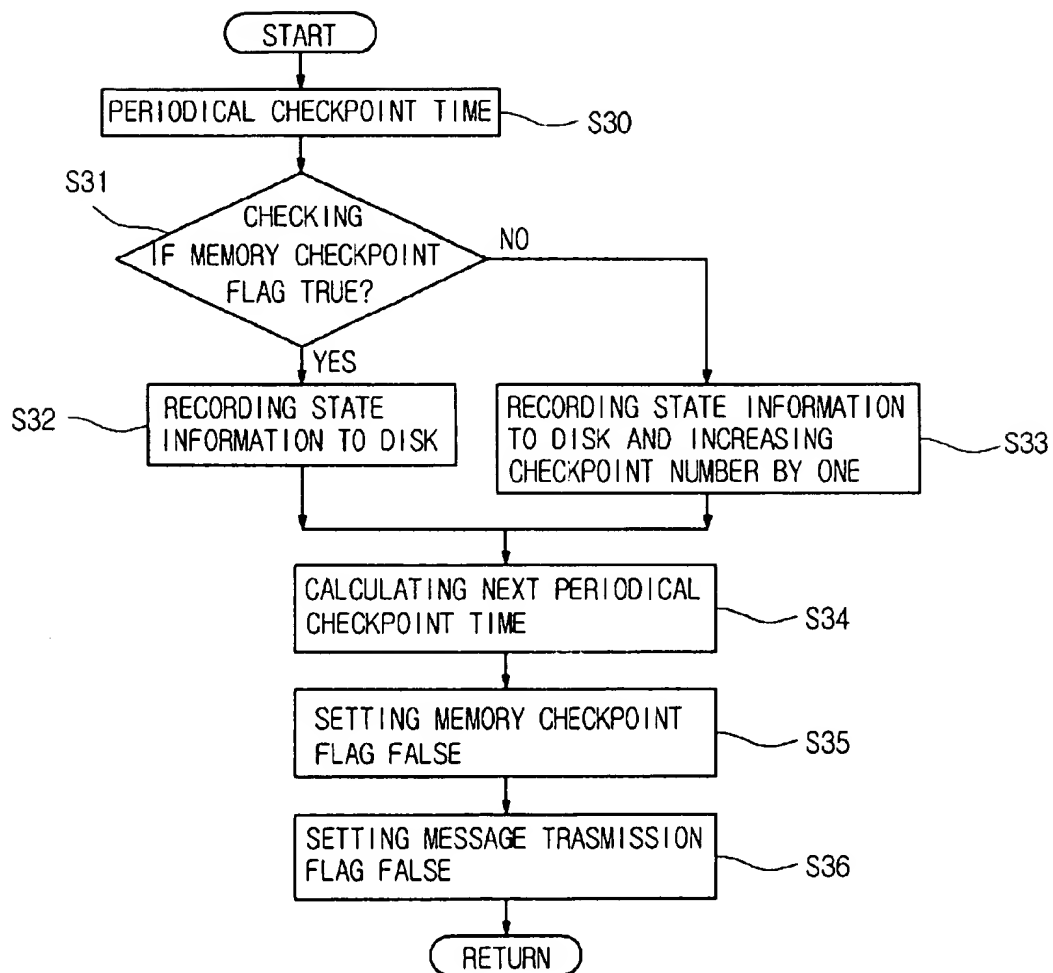 START
PERIODICAL CHECKPOINT TIME
S30
S31
CHECKING
IF MEMORY CHECKPOINT
FLAG TRUE?
NO
YES
S32
RECORDING STATE
INFORMATION TO DISK
RECORDING STATE INFORMATION
TO DISK AND INCREASING
CHECKPOINT NUMBER BY ONE
S33
CALCULATING NEXT PERIODICAL
CHECKPOINT TIME
S34
SETTING MEMORY CHECKPOINT
FLAG FALSE
S35
SETTING MESSAGE TRASMISSION
FLAG FALSE
S36
RETURN